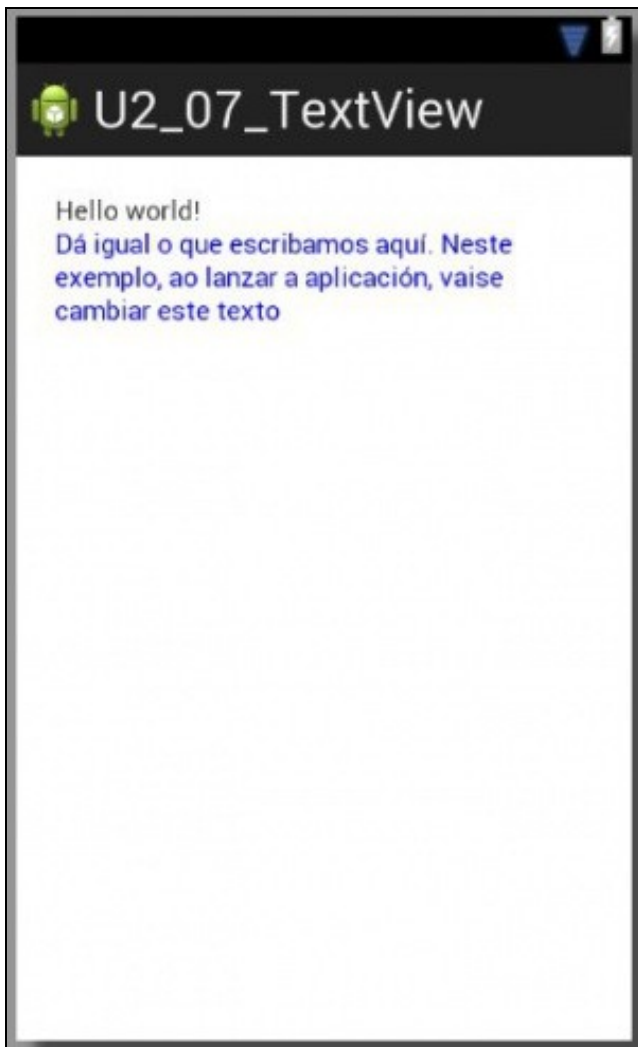 U2_07_TextView
Hello world!
Dá igual o que escribamos aquí. Neste
exemplo, ao lanzar a aplicación, vaise
cambiar este texto